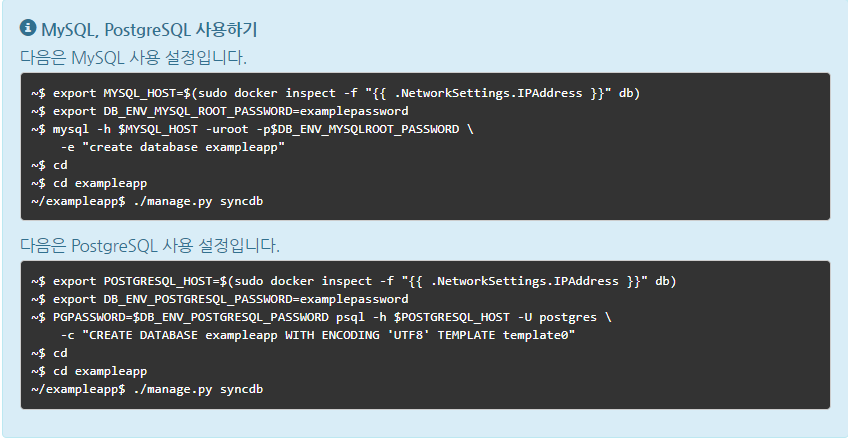 MySQL, PostgreSQL 사용하기
다음은 MySQL 사용 설정입니다.
~$ export MYSQL_HOST=$(sudo docker inspect -f "{{ .NetworkSettings.IPAddress }}" db)
~$ export DB_ENV_MYSQL_ROOT_PASSWORD=examplepassword
~$ mysql -h $MYSQL_HOST -uroot -p$DB_ENV_MYSQLROOT_PASSWORD \
    -e "create database exampleapp"
~$ cd
~$ cd exampleapp
~/exampleapp$ ./manage.py syncdb
다음은 PostgreSQL 사용 설정입니다.
~$ export POSTGRESQL_HOST=$(sudo docker inspect -f "{{ .NetworkSettings.IPAddress }}" db)
~$ export DB_ENV_POSTGRESQL_PASSWORD=examplepassword
~$ PGPASSWORD=$DB_ENV_POSTGRESQL_PASSWORD psql -h $POSTGRESQL_HOST -U postgres \
    -c "CREATE DATABASE exampleapp WITH ENCODING 'UTF8' TEMPLATE template0"
~$ cd
~$ cd exampleapp
~/exampleapp$ ./manage.py syncdb